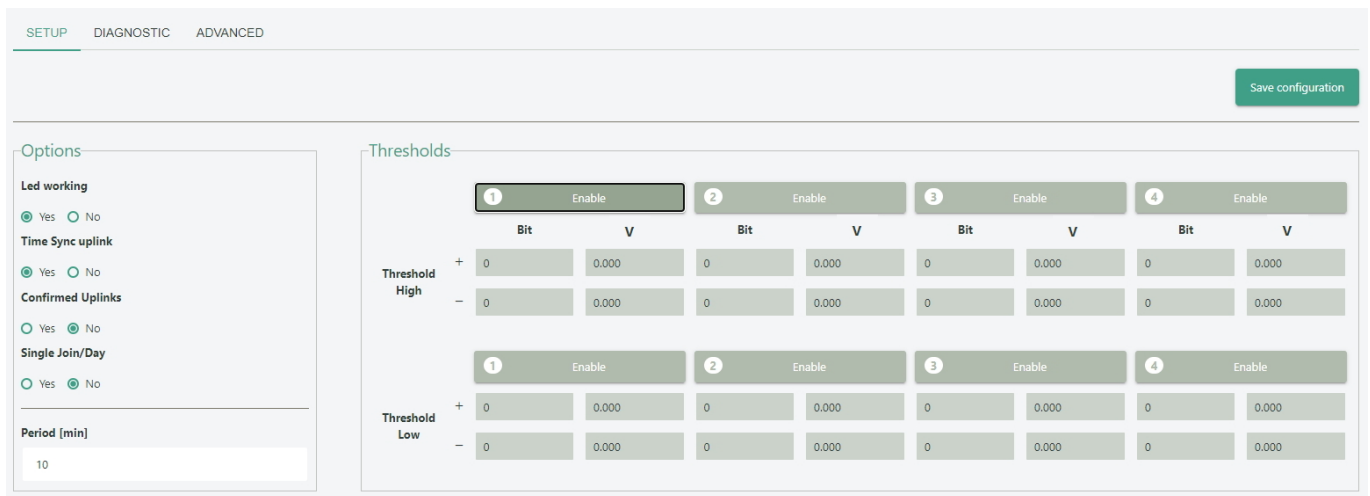 SETUP DIAGNOSTIC ADVANCED
Save configuration
Options
Led working
Yes No
Time Sync uplink
Yes No
Confirmed Uplinks
Yes No
Single Join/Day
Yes No
Period [min]
10
Thresholds
1 Enable 2 Enable 3 Enable 4 Enable
Bit V Bit V Bit V Bit V
Threshold High
+ 0 0.000 0 0.000 0 0.000 0 0.000
− 0 0.000 0 0.000 0 0.000 0 0.000
1 Enable 2 Enable 3 Enable 4 Enable
Threshold Low
+ 0 0.000 0 0.000 0 0.000 0 0.000
− 0 0.000 0 0.000 0 0.000 0 0.000